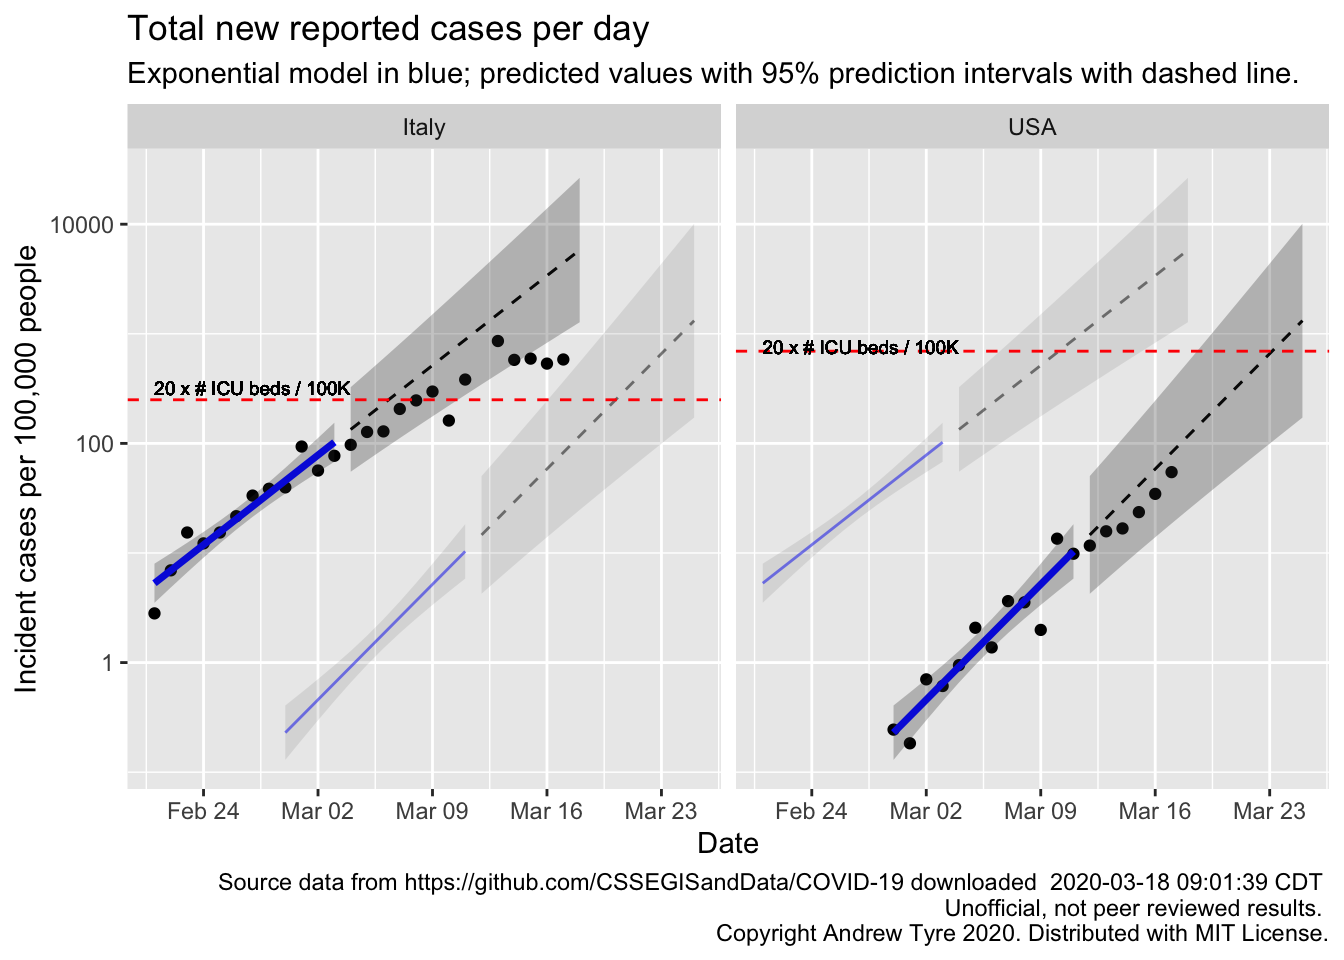 Total new reported cases per day
Exponential model in blue; predicted values with 95% prediction intervals with dashed line.
Italy
USA
Incident cases per 100,000 people
10000
100
1
20 x # ICU beds / 100K
20 x # ICU beds / 100K
Feb 24
Mar 02
Mar 09
Mar 16
Mar 23
Feb 24
Mar 02
Mar 09
Mar 16
Mar 23
Date
Source data from https://github.com/CSSEGISandData/COVID-19 downloaded  2020-03-18 09:01:39 CDT
Unofficial, not peer reviewed results.
Copyright Andrew Tyre 2020. Distributed with MIT License.